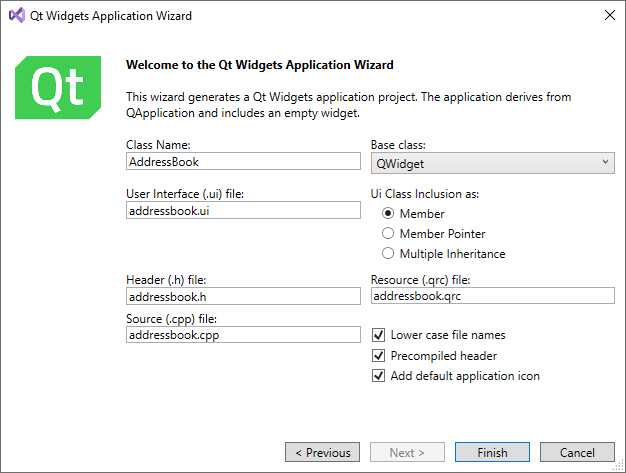 Qt Widgets Application Wizard
Qt
Welcome to the Qt Widgets Application Wizard
This wizard generates a Qt Widgets application project. The application derives from
QApplication and includes an empty widget.
Class Name:
AddressBook
Base class:
QWidget
User Interface (.ui) file:
addressbook.ui
Ui Class Inclusion as:
Member
Member Pointer
Multiple Inheritance
Header (.h) file:
addressbook.h
Resource (.qrc) file:
addressbook.qrc
Source (.cpp) file:
addressbook.cpp
Lower case file names
Precompiled header
Add default application icon
< Previous
Next >
Finish
Cancel